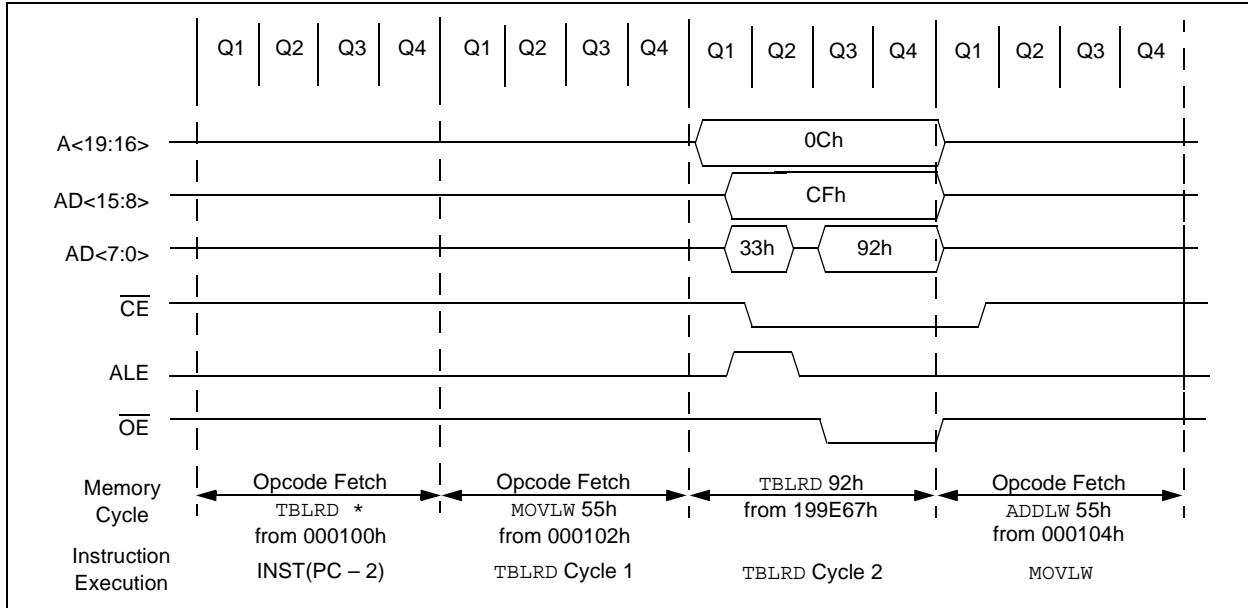 Q1 Q2 Q3 Q4 Q1 Q2 Q3 Q4 Q1 Q2 Q3 Q4 Q1 Q2 Q3 Q4
A<19:16> 0Ch
AD<15:8> CFh
AD<7:0> 33h 92h
CE
ALE
OE
Memory Cycle
Opcode Fetch
TBLRD *
from 000100h
Opcode Fetch
MOVLW 55h
from 000102h
TBLRD 92h
from 199E67h
Opcode Fetch
ADDLW 55h
from 000104h
Instruction Execution
INST(PC – 2)
TBLRD Cycle 1
TBLRD Cycle 2
MOVLW